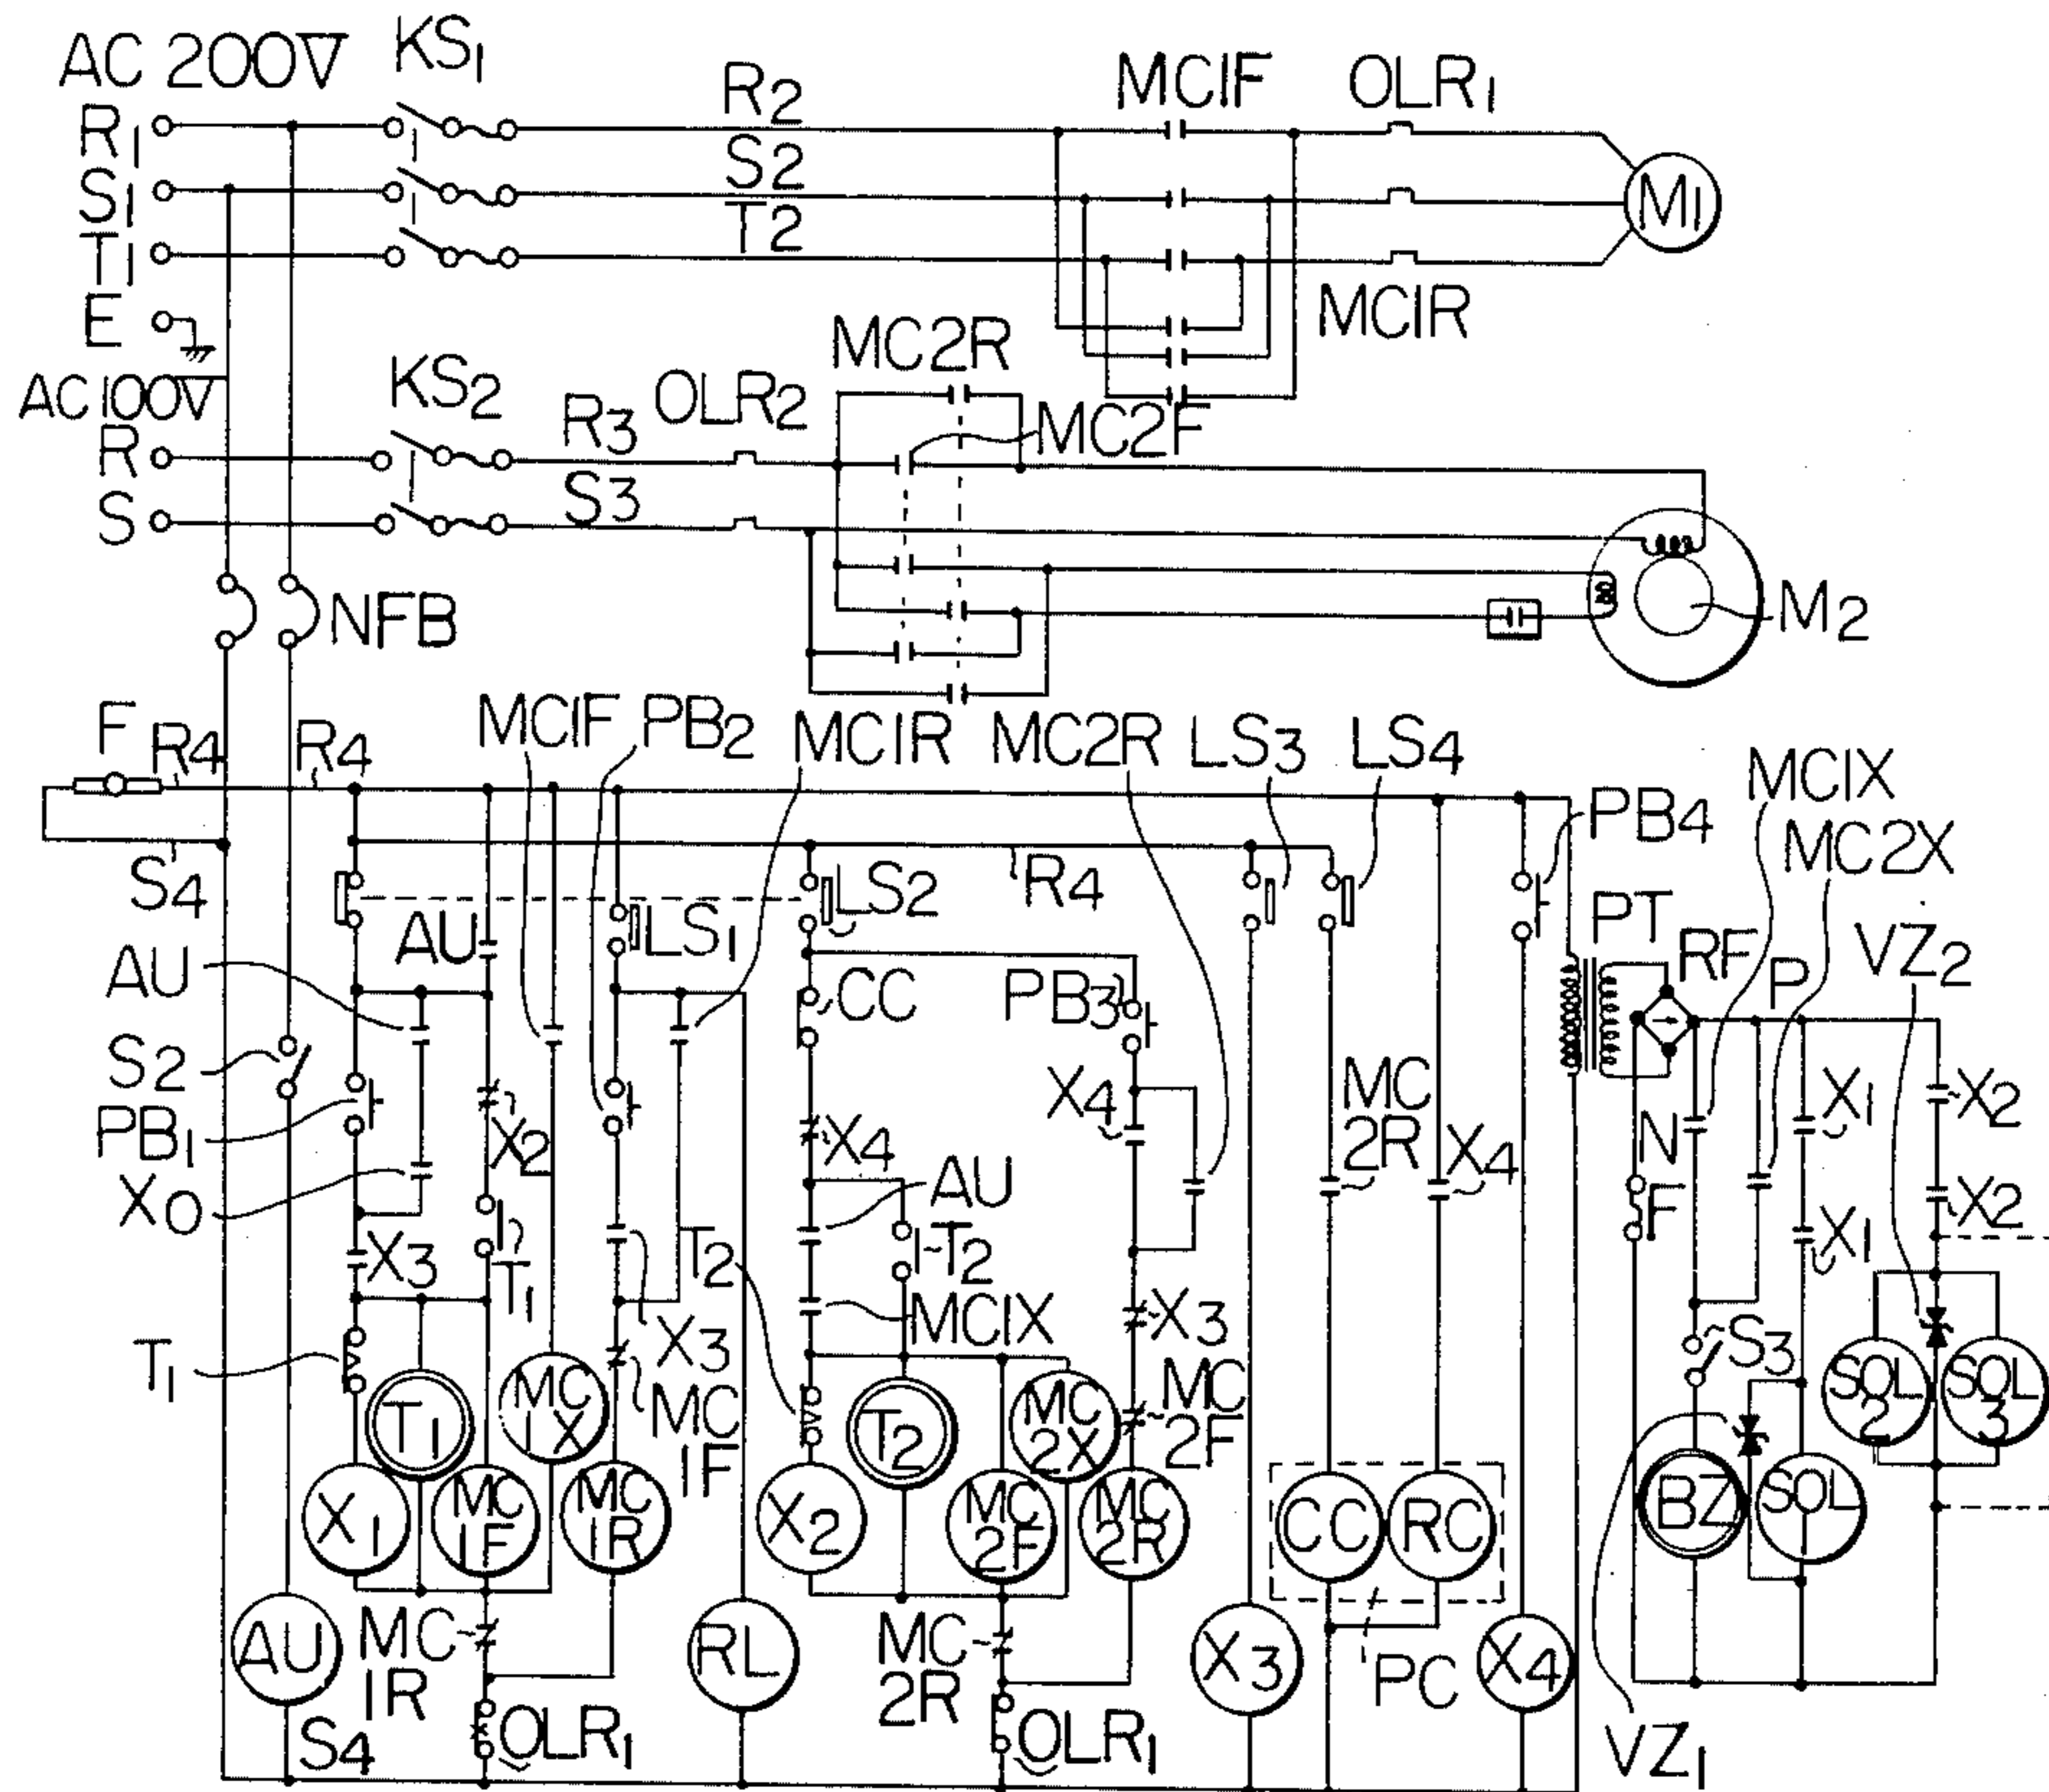 AC 200V KS1
R1 R2 MC1F OLR1
S1 S2
M1
T1 T2
E MC1R
MC2R
AC 100V KS2 R3 OLR2
R MC2F
S S3
NFB M2
F R4 R4 MC1F PB2 MC1R MC2R LS3 LS4
MC1X
PB4
MC2X
S4 LS2 R4
PT
AU LS1 RF VZ2
AU CC PB3 P
S2 MC 2R X1 X2
PB1 X2 X4 X4 N
X0 AU X4 F X2
X3 T2 T2 X1
T1 MC1X X3 S3
T1 X3
MC 1X MC 1F T1 T2 MC 2X MC 2F SOL 2 SOL 3
X1 MC 1F MC 1R X2 MC 2F MC 2R CC RC BZ SOL 1
AU MC 1R RL MC 2R X3 PC X4
S4 OLR1 OLR1 VZ1